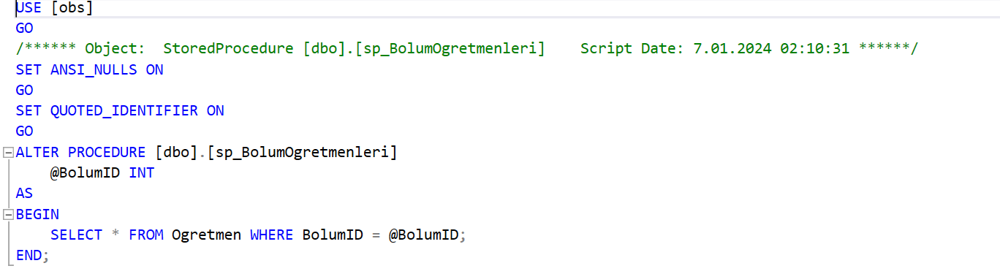 USE [obs]
GO
/****** Object:  StoredProcedure [dbo].[sp_BolumOgretmenleri]    Script Date: 7.01.2024 02:10:31 ******/
SET ANSI_NULLS ON
GO
SET QUOTED_IDENTIFIER ON
GO
ALTER PROCEDURE [dbo].[sp_BolumOgretmenleri]
    @BolumID INT
AS
BEGIN
    SELECT * FROM Ogretmen WHERE BolumID = @BolumID;
END;